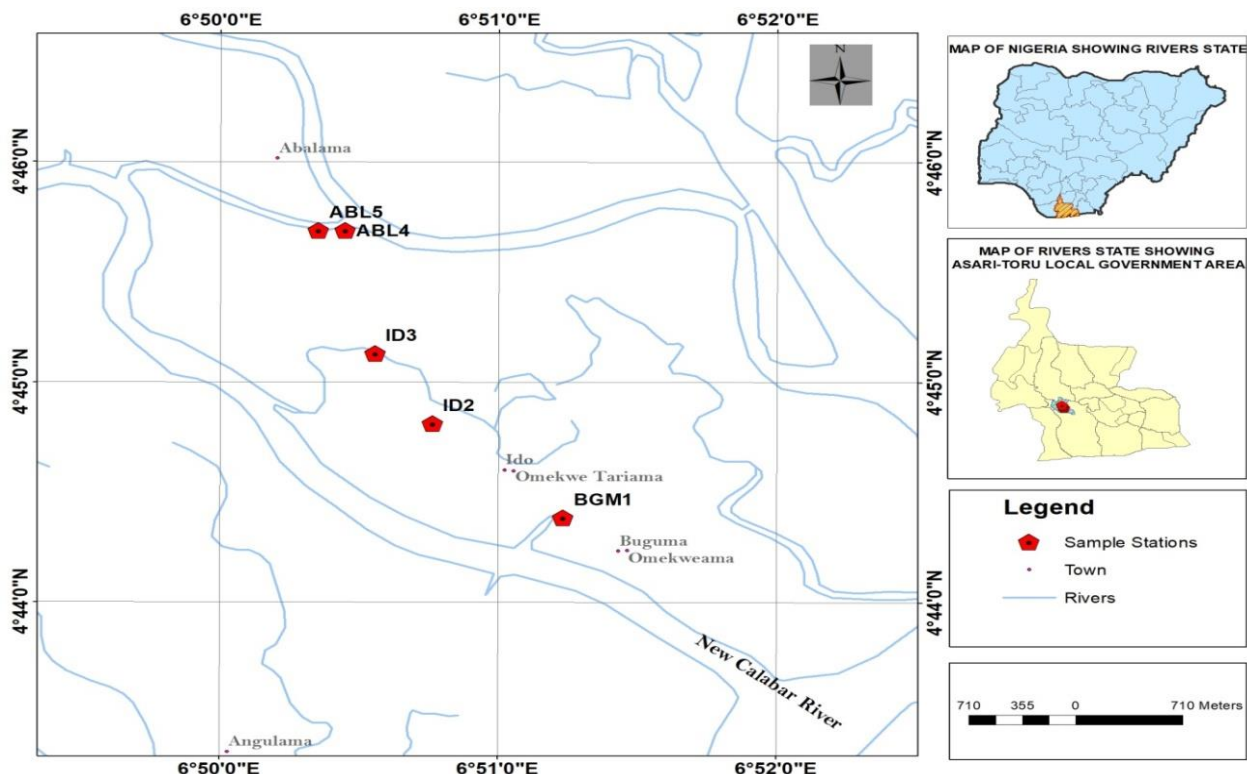 6°50'0"E
6°51'0"E
6°52'0"E
N
4°46'0"N
4°46'0"N
Abalama
ABL5
ABL4
ID3
4°45'0"N
4°45'0"N
ID2
Ido
Omekwe Tariama
BGM1
Buguma
Omekweama
4°44'0"N
4°44'0"N
New Calabar River
Angulama
6°50'0"E
6°51'0"E
6°52'0"E
MAP OF NIGERIA SHOWING RIVERS STATE
MAP OF RIVERS STATE SHOWING
ASARI-TORU LOCAL GOVERNMENT AREA
Legend
Sample Stations
Town
Rivers
710 355 0 710 Meters